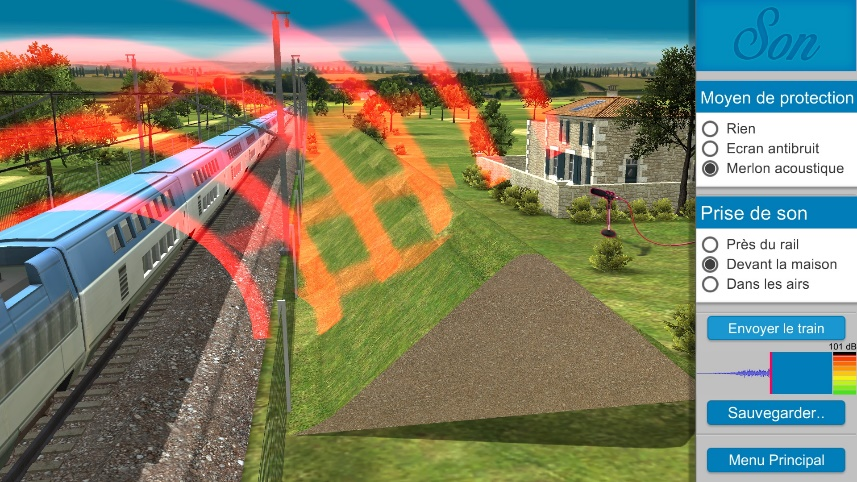 Son
Moyen de protection
Rien
Ecran antibruit
Merlon acoustique
Prise de son
Près du rail
Devant la maison
Dans les airs
Envoyer le train
101 dB
Sauvegarder..
Menu Principal